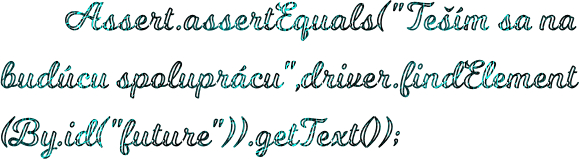 Assert.assertEquals("Teším sa na
budúcu spoluprácu",driver.findElement
(By.id("future")).getText());